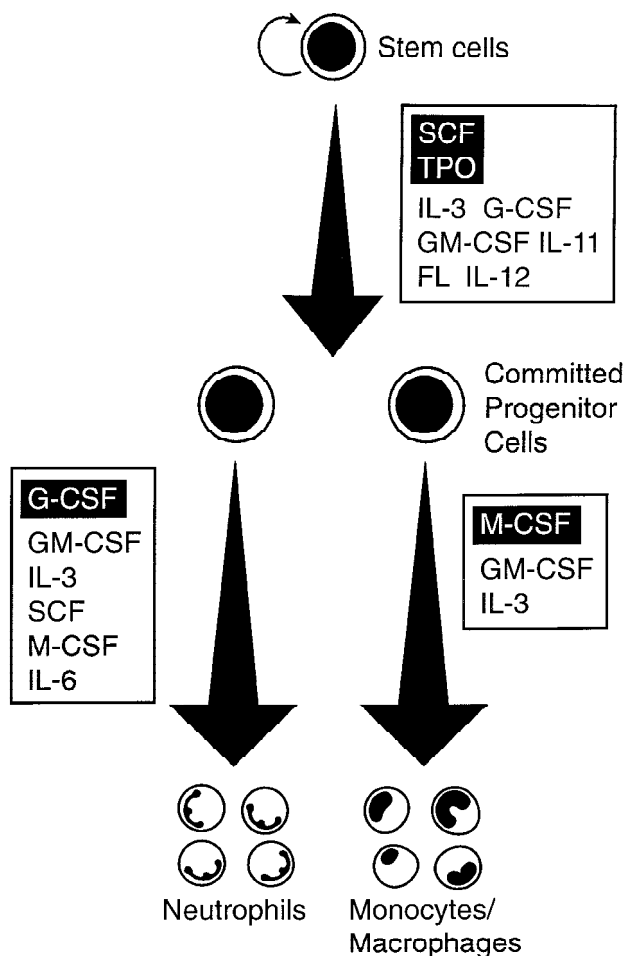 Stem cells
SCF
TPO
IL-3 G-CSF
GM-CSF IL-11
FL IL-12
Committed
Progenitor
Cells
G-CSF
GM-CSF
IL-3
SCF
M-CSF
IL-6
M-CSF
GM-CSF
IL-3
Neutrophils
Monocytes/
Macrophages